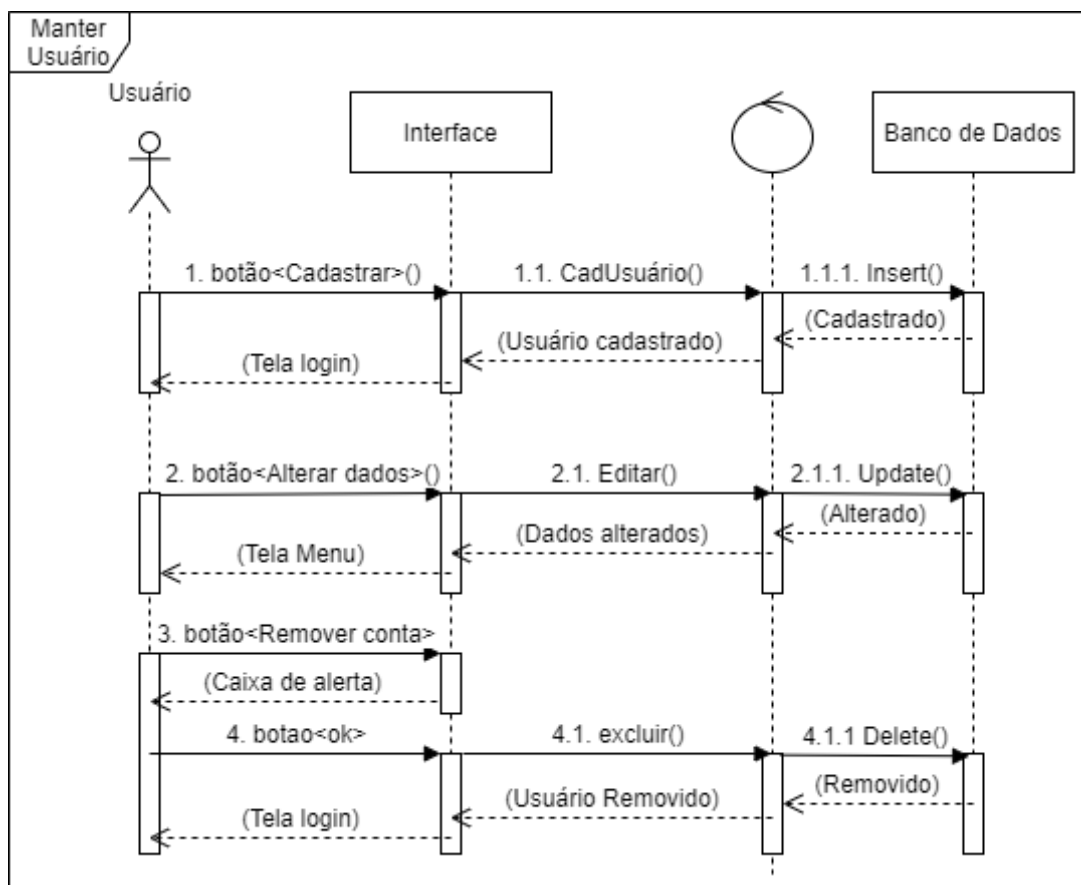 Manter
Usuário
Usuário
Interface
Banco de Dados
1. botão<Cadastrar>()
1.1. CadUsuário()
1.1.1. Insert()
(Cadastrado)
(Usuário cadastrado)
(Tela login)
2. botão<Alterar dados>()
2.1. Editar()
2.1.1. Update()
(Alterado)
(Dados alterados)
(Tela Menu)
3. botão<Remover conta>
(Caixa de alerta)
4. botao<ok>
4.1. excluir()
4.1.1 Delete()
(Removido)
(Usuário Removido)
(Tela login)